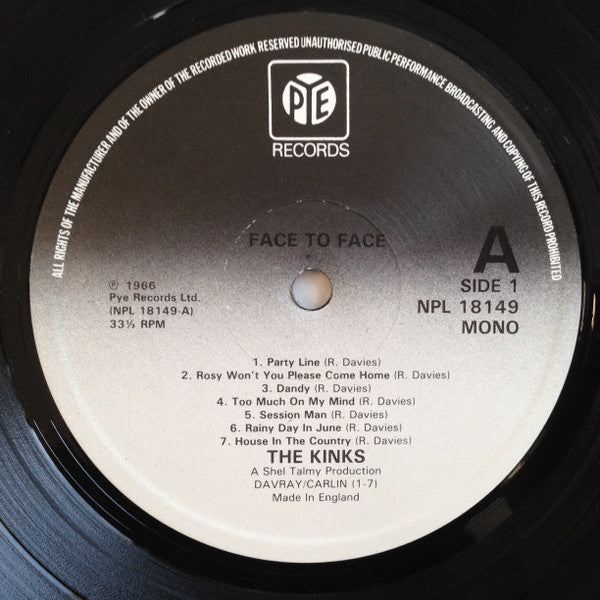 ALL RIGHTS OF THE MANUFACTURER AND OF THE OWNER OF THE RECORDED WORK RESERVED UNAUTHORISED PUBLIC PERFORMANCE BROADCASTING AND COPYING OF THIS RECORD PROHIBITED
PYE
RECORDS
FACE TO FACE
A
SIDE 1
NPL 18149
MONO
℗ 1966
Pye Records Ltd.
(NPL 18149-A)
33⅓ RPM
1. Party Line (R. Davies)
2. Rosy Won't You Please Come Home (R. Davies)
3. Dandy (R. Davies)
4. Too Much On My Mind (R. Davies)
5. Session Man (R. Davies)
6. Rainy Day In June (R. Davies)
7. House In The Country (R. Davies)
THE KINKS
A Shel Talmy Production
DAVRAY/CARLIN (1-7)
Made In England